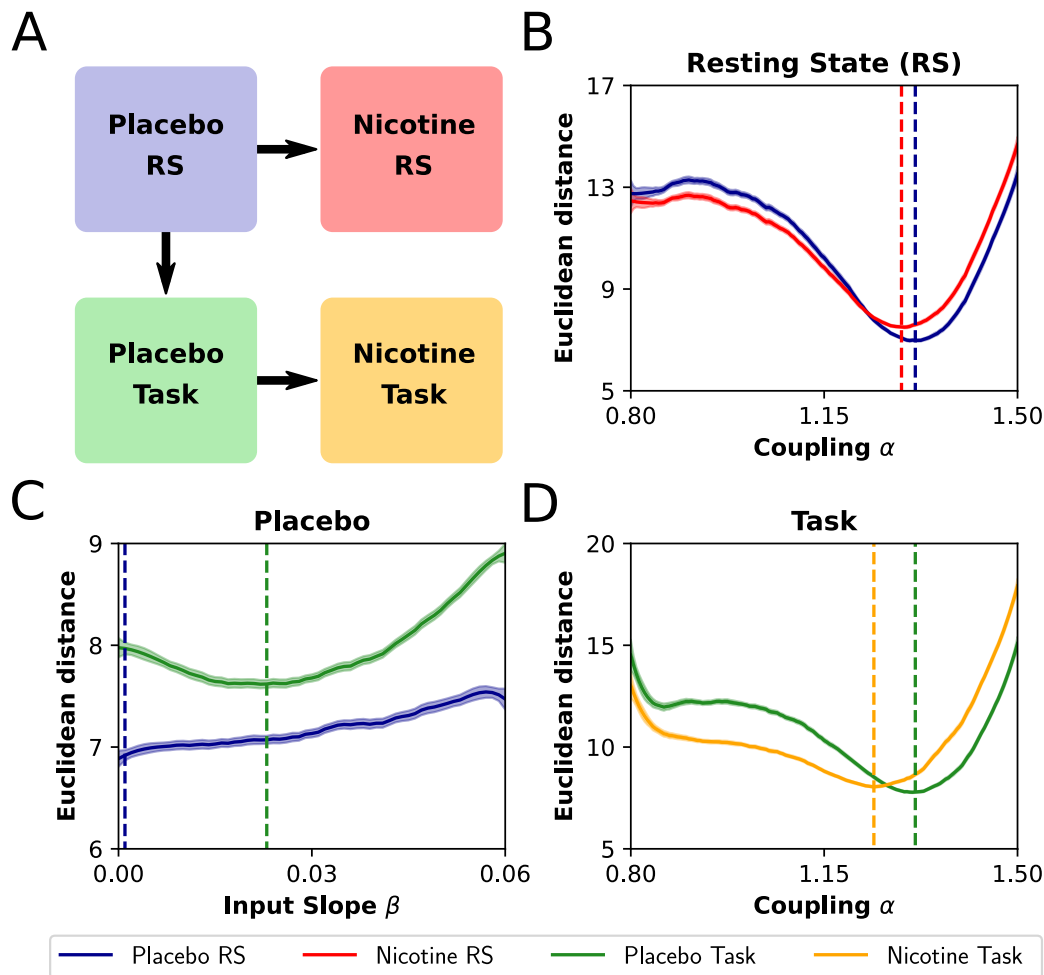 A
Placebo
RS
Nicotine
RS
Placebo
Task
Nicotine
Task
B
Resting State (RS)
Euclidean distance
17
13
9
5
0.80
1.15
1.50
Coupling α
C
Placebo
Euclidean distance
9
8
7
6
0.00
0.03
0.06
Input Slope β
D
Task
Euclidean distance
20
15
10
5
0.80
1.15
1.50
Coupling α
Placebo RS
Nicotine RS
Placebo Task
Nicotine Task